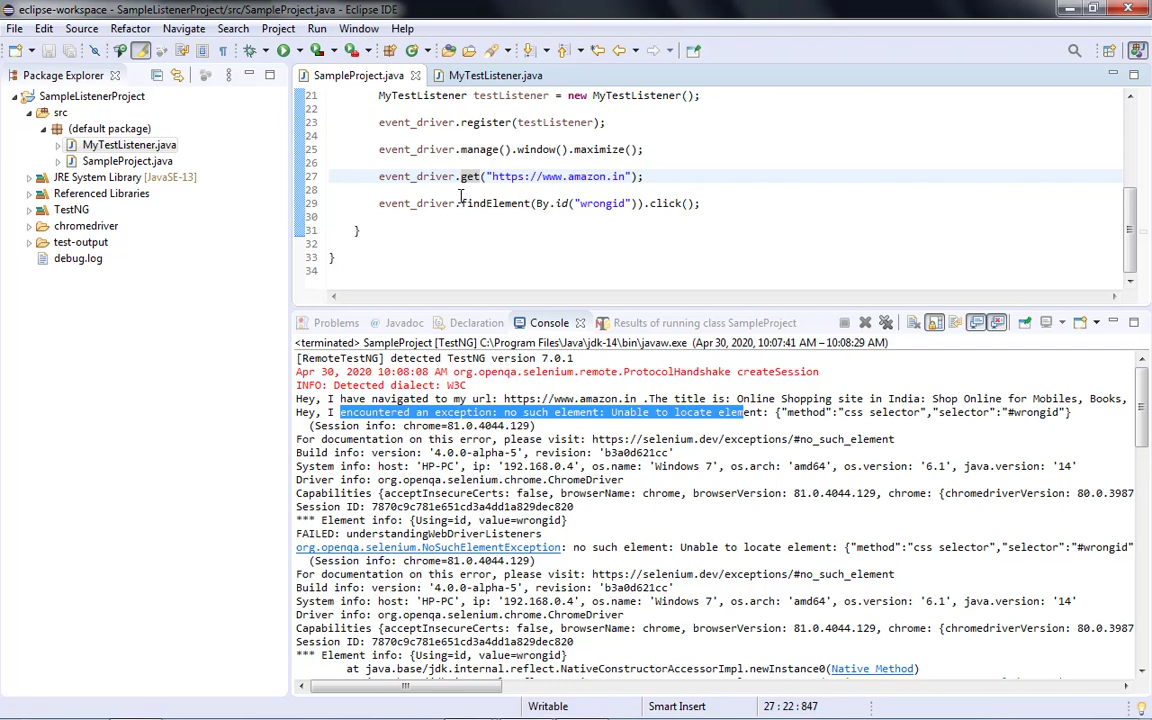 eclipse-workspace - SampleListenerProject/src/SampleProject.java - Eclipse IDE
File Edit Source Refactor Navigate Search Project Run Window Help
Package Explorer
SampleListenerProject
src
(default package)
MyTestListener.java
SampleProject.java
JRE System Library [JavaSE-13]
Referenced Libraries
TestNG
chromedriver
test-output
debug.log
SampleProject.java MyTestListener.java
21 MyTestListener testListener = new MyTestListener();
22
23 event_driver.register(testListener);
24
25 event_driver.manage().window().maximize();
26
27 event_driver.get("https://www.amazon.in");
28
29 event_driver.findElement(By.id("wrongid")).click();
30
31 }
32
33 }
34
Problems Javadoc Declaration Console Results of running class SampleProject
<terminated> SampleProject [TestNG] C:\Program Files\Java\jdk-14\bin\javaw.exe (Apr 30, 2020 10:07:41 AM – 10:08:29 AM)
[RemoteTestNG] detected TestNG version 7.0.1
Apr 30, 2020 10:08:08 AM org.openqa.selenium.remote.ProtocolHandshake createSession
INFO: Detected dialect: W3C
Hey, I have navigated to my url: https://www.amazon.in .The title is: Online Shopping site in India: Shop Online for Mobiles, Books,
Hey, I encountered an exception: no such element: Unable to locate element: {"method":"css selector","selector":"#wrongid"}
(Session info: chrome=81.0.4044.129)
For documentation on this error, please visit: https://selenium.dev/exceptions/#no_such_element
Build info: version: '4.0.0-alpha-5', revision: 'b3a0d621cc'
System info: host: 'HP-PC', ip: '192.168.0.4', os.name: 'Windows 7', os.arch: 'amd64', os.version: '6.1', java.version: '14'
Driver info: org.openqa.selenium.chrome.ChromeDriver
Capabilities {acceptInsecureCerts: false, browserName: chrome, browserVersion: 81.0.4044.129, chrome: {chromedriverVersion: 80.0.3987
Session ID: 7870c9c781e651cd3a4dd1a829dec820
*** Element info: {Using=id, value=wrongid}
FAILED: understandingWebDriverListeners
org.openqa.selenium.NoSuchElementException: no such element: Unable to locate element: {"method":"css selector","selector":"#wrongid"
(Session info: chrome=81.0.4044.129)
For documentation on this error, please visit: https://selenium.dev/exceptions/#no_such_element
Build info: version: '4.0.0-alpha-5', revision: 'b3a0d621cc'
System info: host: 'HP-PC', ip: '192.168.0.4', os.name: 'Windows 7', os.arch: 'amd64', os.version: '6.1', java.version: '14'
Driver info: org.openqa.selenium.chrome.ChromeDriver
Capabilities {acceptInsecureCerts: false, browserName: chrome, browserVersion: 81.0.4044.129, chrome: {chromedriverVersion: 80.0.3987
Session ID: 7870c9c781e651cd3a4dd1a829dec820
*** Element info: {Using=id, value=wrongid}
at java.base/jdk.internal.reflect.NativeConstructorAccessorImpl.newInstance0(Native Method)
Writable Smart Insert 27 : 22 : 847